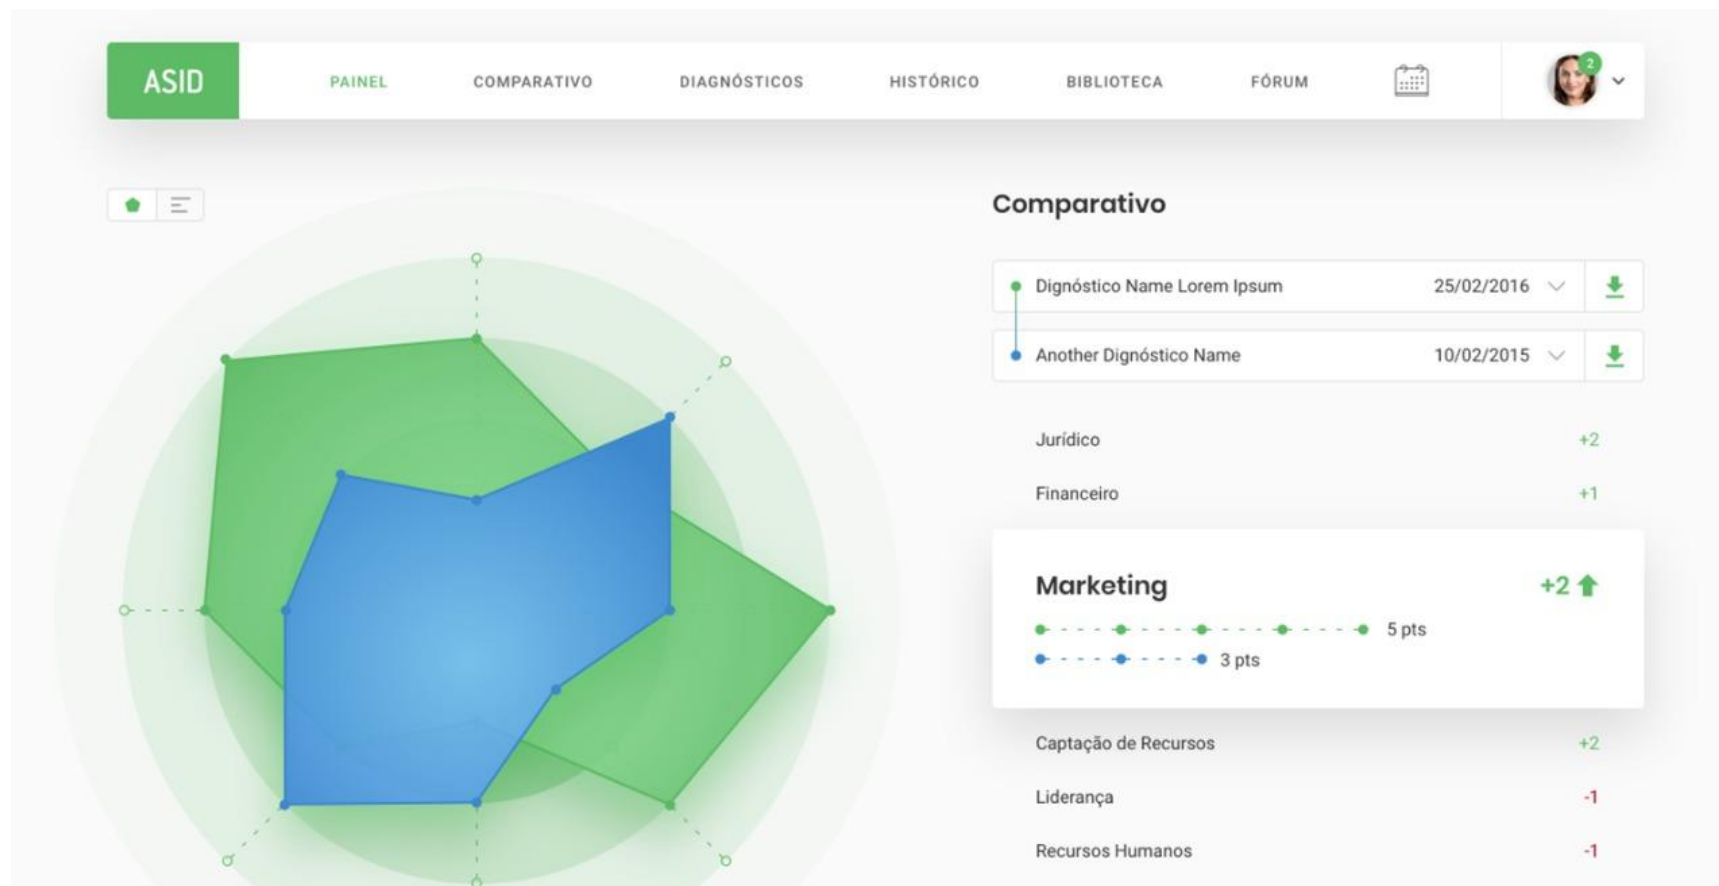 ASID PAINEL COMPARATIVO DIAGNÓSTICOS HISTÓRICO BIBLIOTECA FÓRUM 2
Comparativo
Dignóstico Name Lorem Ipsum 25/02/2016
Another Dignóstico Name 10/02/2015
Jurídico +2
Financeiro +1
Marketing +2
5 pts
3 pts
Captação de Recursos +2
Liderança -1
Recursos Humanos -1